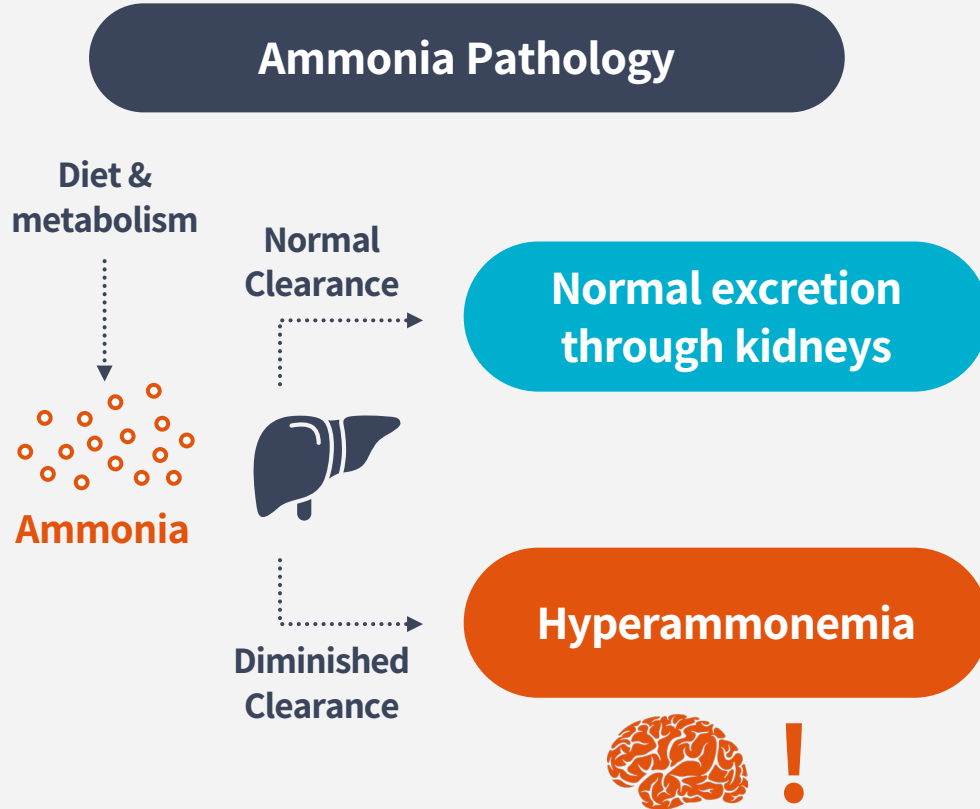 Ammonia Pathology
Diet &
metabolism
Ammonia
Normal
Clearance
Normal excretion
through kidneys
Diminished
Clearance
Hyperammonemia
!